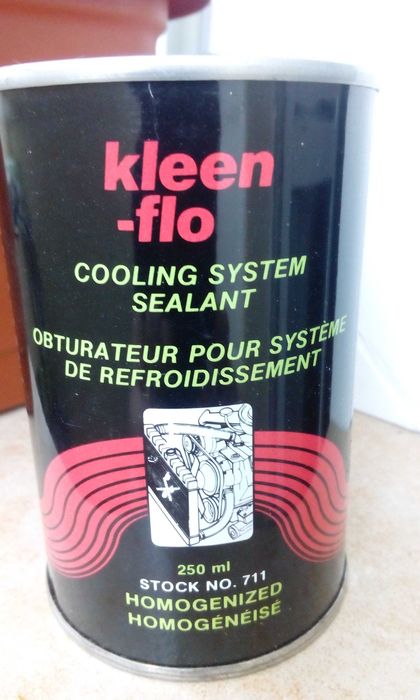 kleen
-flo
COOLING SYSTEM
SEALANT
OBTURATEUR POUR SYSTÈME
DE REFROIDISSEMENT
250 ml
STOCK NO. 711
HOMOGENIZED
HOMOGÉNÉISÉ